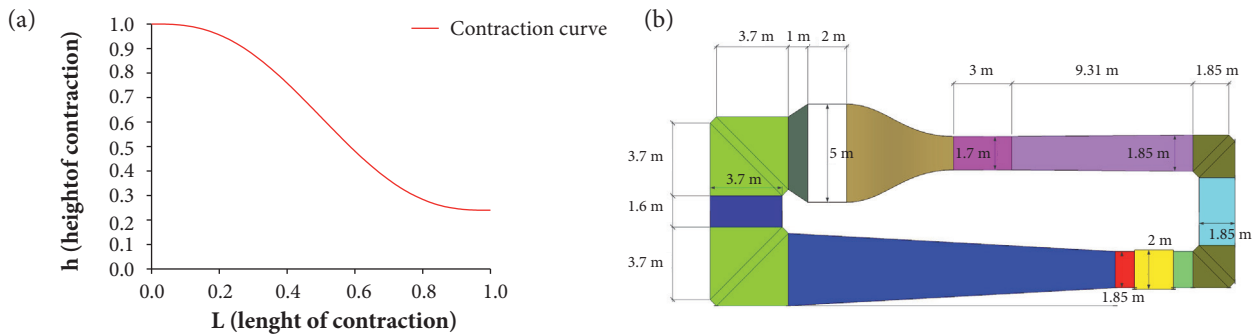 (a)
1.0
0.9
0.8
0.7
0.6
0.5
0.4
0.3
0.2
0.1
0.0
h (heightof contraction)
0.0 0.2 0.4 0.6 0.8 1.0
L (lenght of contraction)
Contraction curve
(b)
3.7 m 1 m 2 m
3 m 9.31 m 1.85 m
3.7 m 5 m 1.7 m 1.85 m
3.7 m
1.6 m
1.85 m
3.7 m 2 m
1.85 m